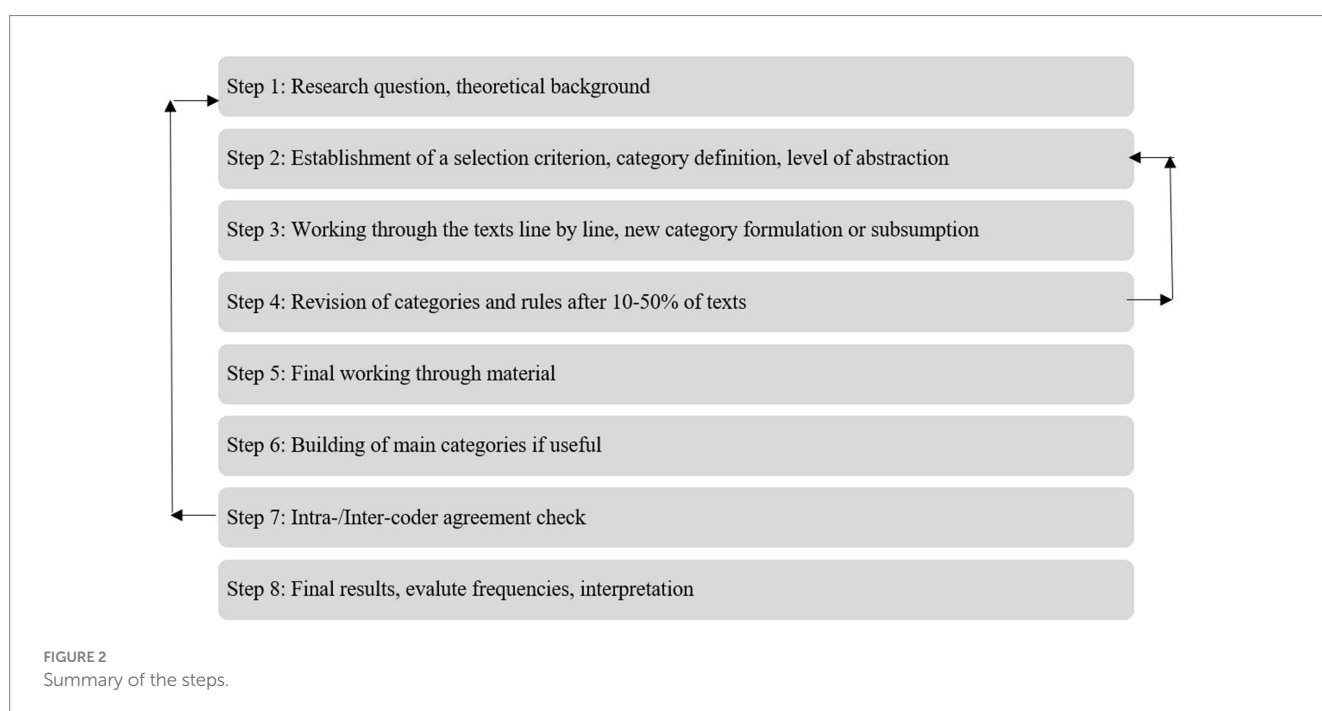 Step 1: Research question, theoretical background
Step 2: Establishment of a selection criterion, category definition, level of abstraction
Step 3: Working through the texts line by line, new category formulation or subsumption
Step 4: Revision of categories and rules after 10-50% of texts
Step 5: Final working through material
Step 6: Building of main categories if useful
Step 7: Intra-/Inter-coder agreement check
Step 8: Final results, evalute frequencies, interpretation
FIGURE 2
Summary of the steps.